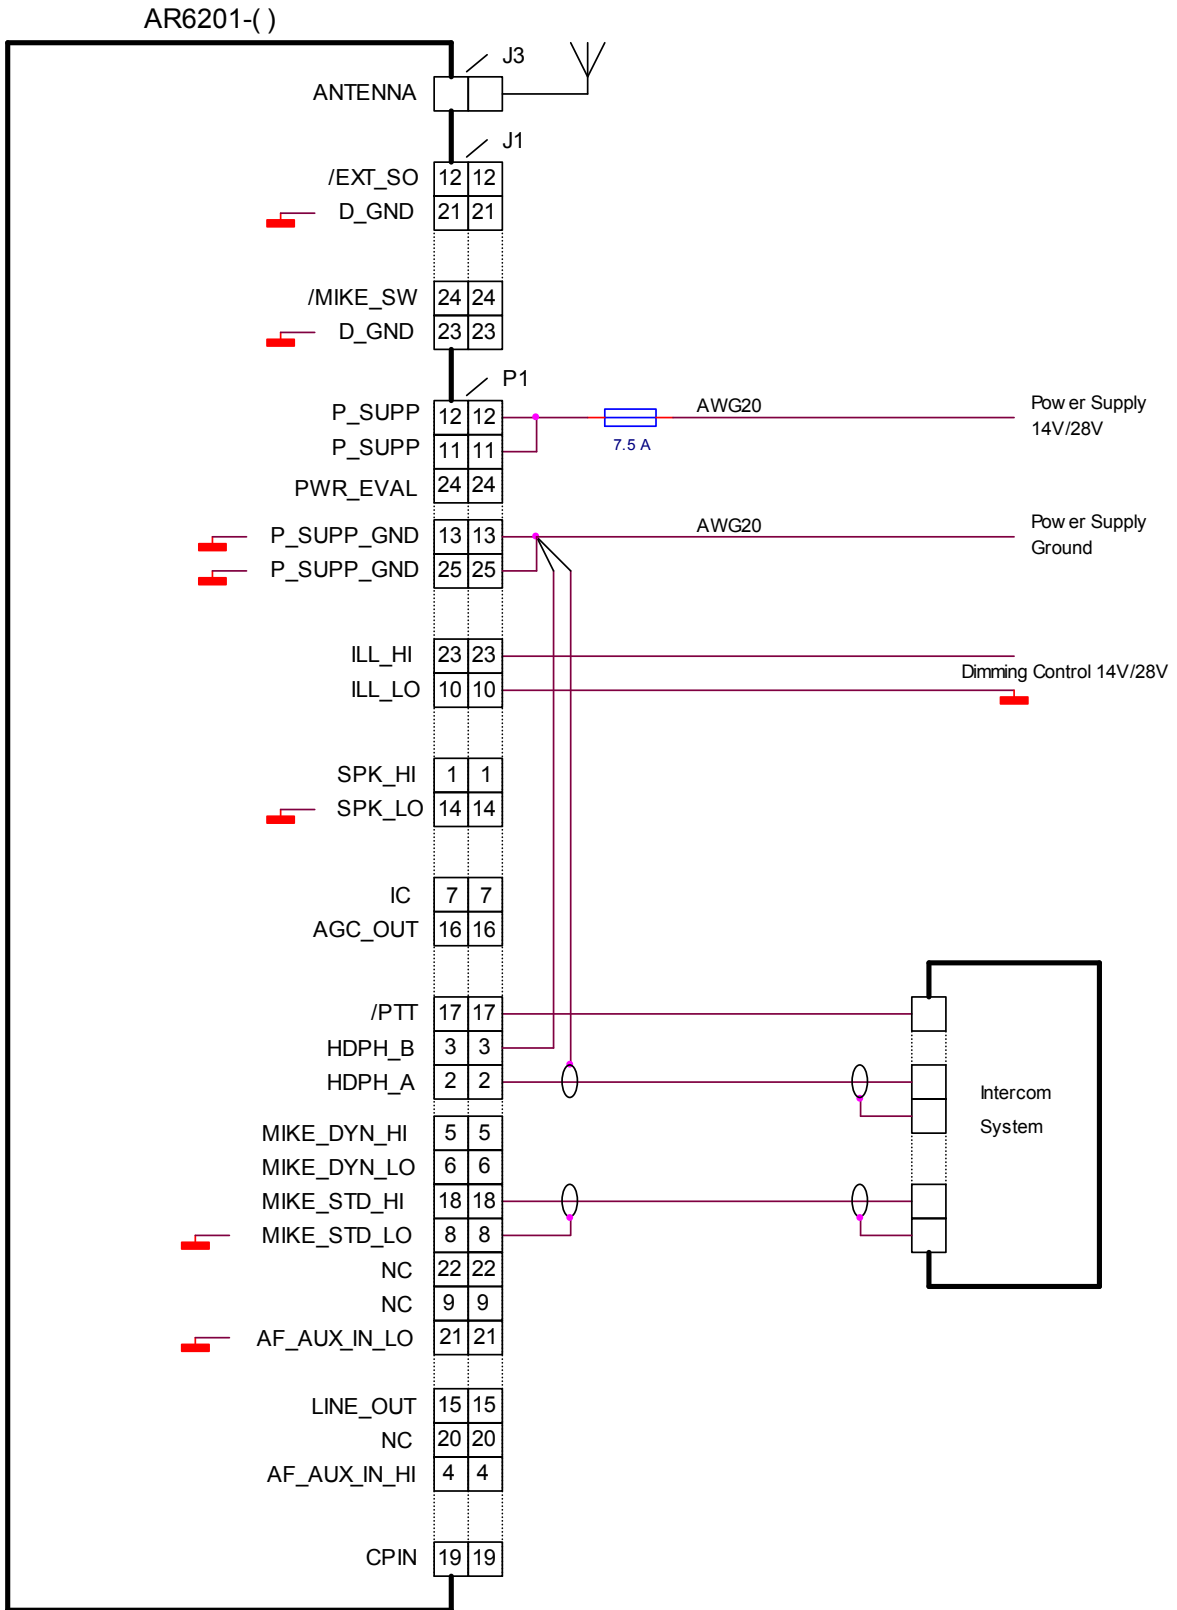 AR6201-( )
J3
ANTENNA
J1
/EXT_SO 12 12
D_GND 21 21
/MIKE_SW 24 24
D_GND 23 23
P1
P_SUPP 12 12 AWG20 Power Supply
14V/28V
P_SUPP 11 11 7.5 A
PWR_EVAL 24 24
P_SUPP_GND 13 13 AWG20 Power Supply
Ground
P_SUPP_GND 25 25
ILL_HI 23 23
Dimming Control 14V/28V
ILL_LO 10 10
SPK_HI 1 1
SPK_LO 14 14
IC 7 7
AGC_OUT 16 16
/PTT 17 17
HDPH_B 3 3
HDPH_A 2 2
Intercom
System
MIKE_DYN_HI 5 5
MIKE_DYN_LO 6 6
MIKE_STD_HI 18 18
MIKE_STD_LO 8 8
NC 22 22
NC 9 9
AF_AUX_IN_LO 21 21
LINE_OUT 15 15
NC 20 20
AF_AUX_IN_HI 4 4
CPIN 19 19